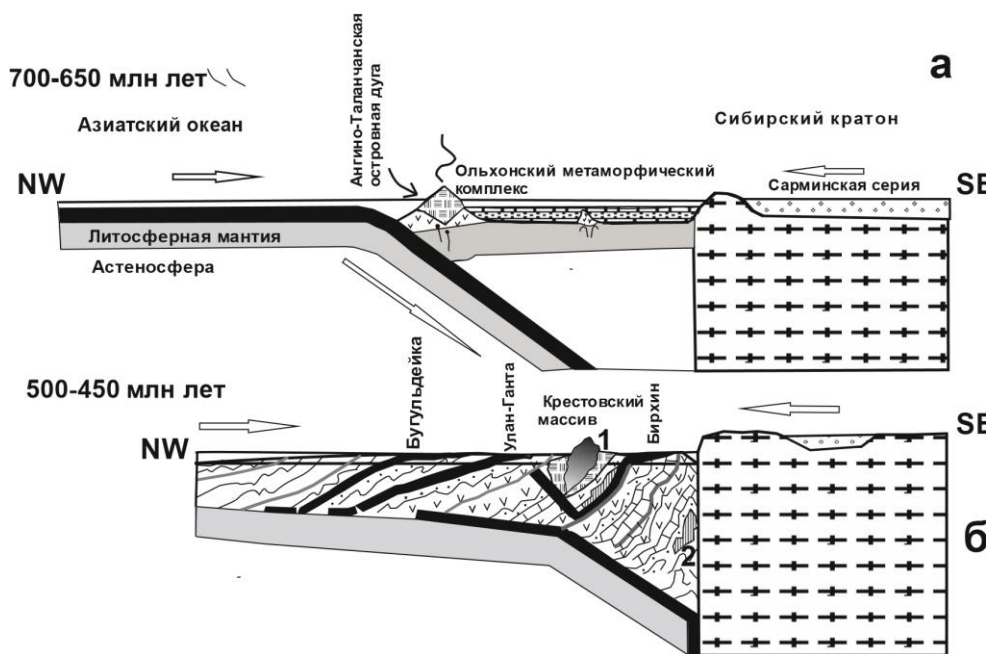 а
700-650 млн лет
Азиатский океан
Ангино-Таланчанская
островная дуга
Сибирский кратон
NW
Ольхонский метаморфический
комплекс
Сарминская серия
SE
Литосферная мантия
Астеносфера
500-450 млн лет
Бугульдейка
Улан-Ганта
Крестовский
массив
1
Бирхин
NW
SE
б
2